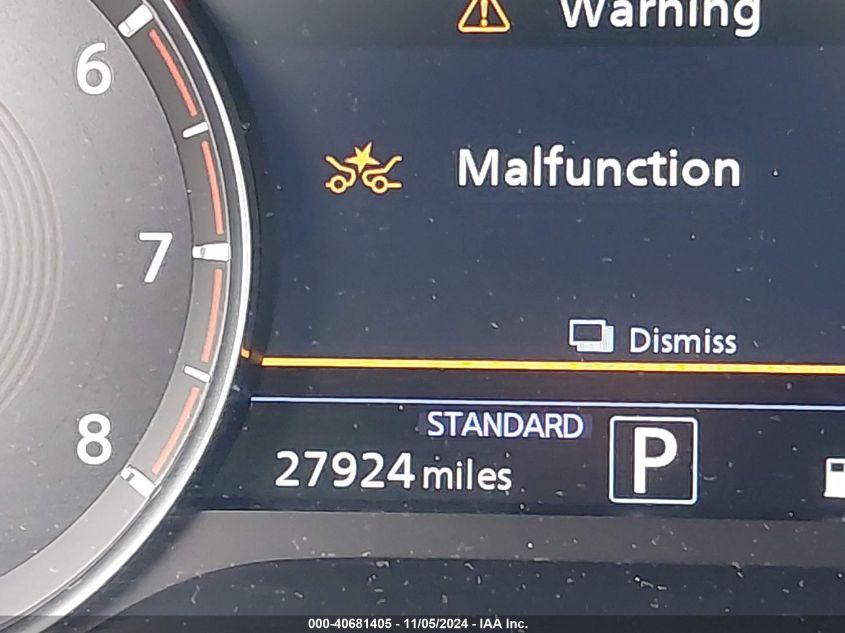 Warning
6
Malfunction
7
Dismiss
STANDARD
8
27924 miles
P
000-40681405 - 11/05/2024 - IAA Inc.